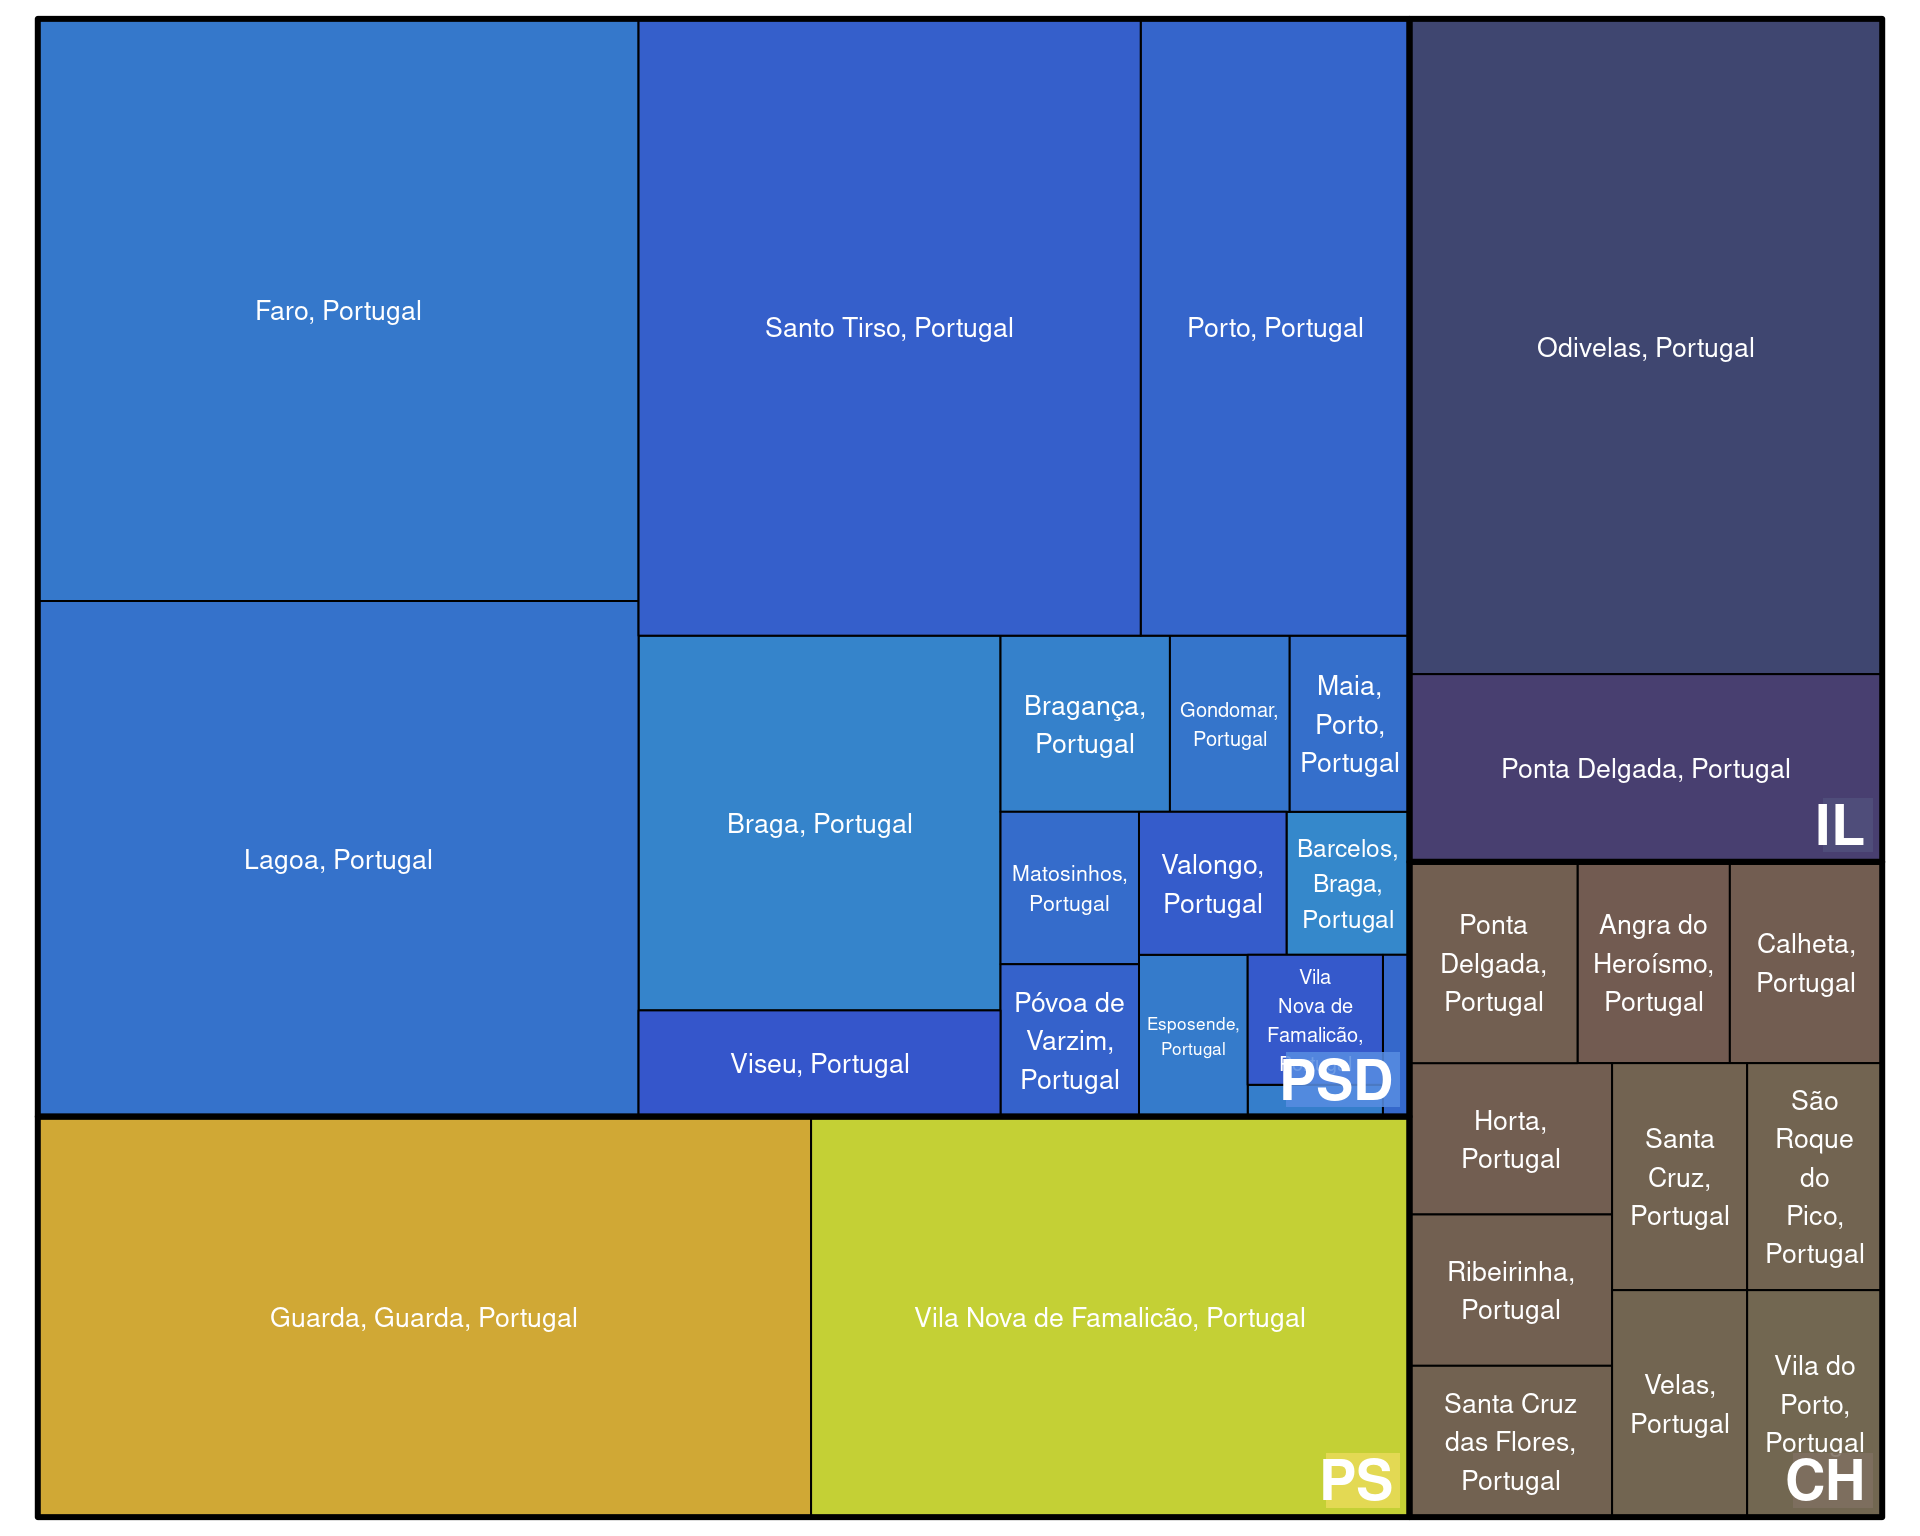 Faro, Portugal
Santo Tirso, Portugal
Porto, Portugal
Odivelas, Portugal
Lagoa, Portugal
Braga, Portugal
Bragança,
Portugal
Gondomar,
Portugal
Maia,
Porto,
Portugal
Matosinhos,
Portugal
Valongo,
Portugal
Barcelos,
Braga,
Portugal
Viseu, Portugal
Póvoa de
Varzim,
Portugal
Esposende,
Portugal
Vila
Nova de
Famalicão,
PSD
Ponta Delgada, Portugal
IL
Ponta
Delgada,
Portugal
Angra do
Heroísmo,
Portugal
Calheta,
Portugal
Horta,
Portugal
Santa
Cruz,
Portugal
São
Roque
do
Pico,
Portugal
Ribeirinha,
Portugal
Santa Cruz
das Flores,
Portugal
Velas,
Portugal
Vila do
Porto,
Portugal
CH
Guarda, Guarda, Portugal
Vila Nova de Famalicão, Portugal
PS